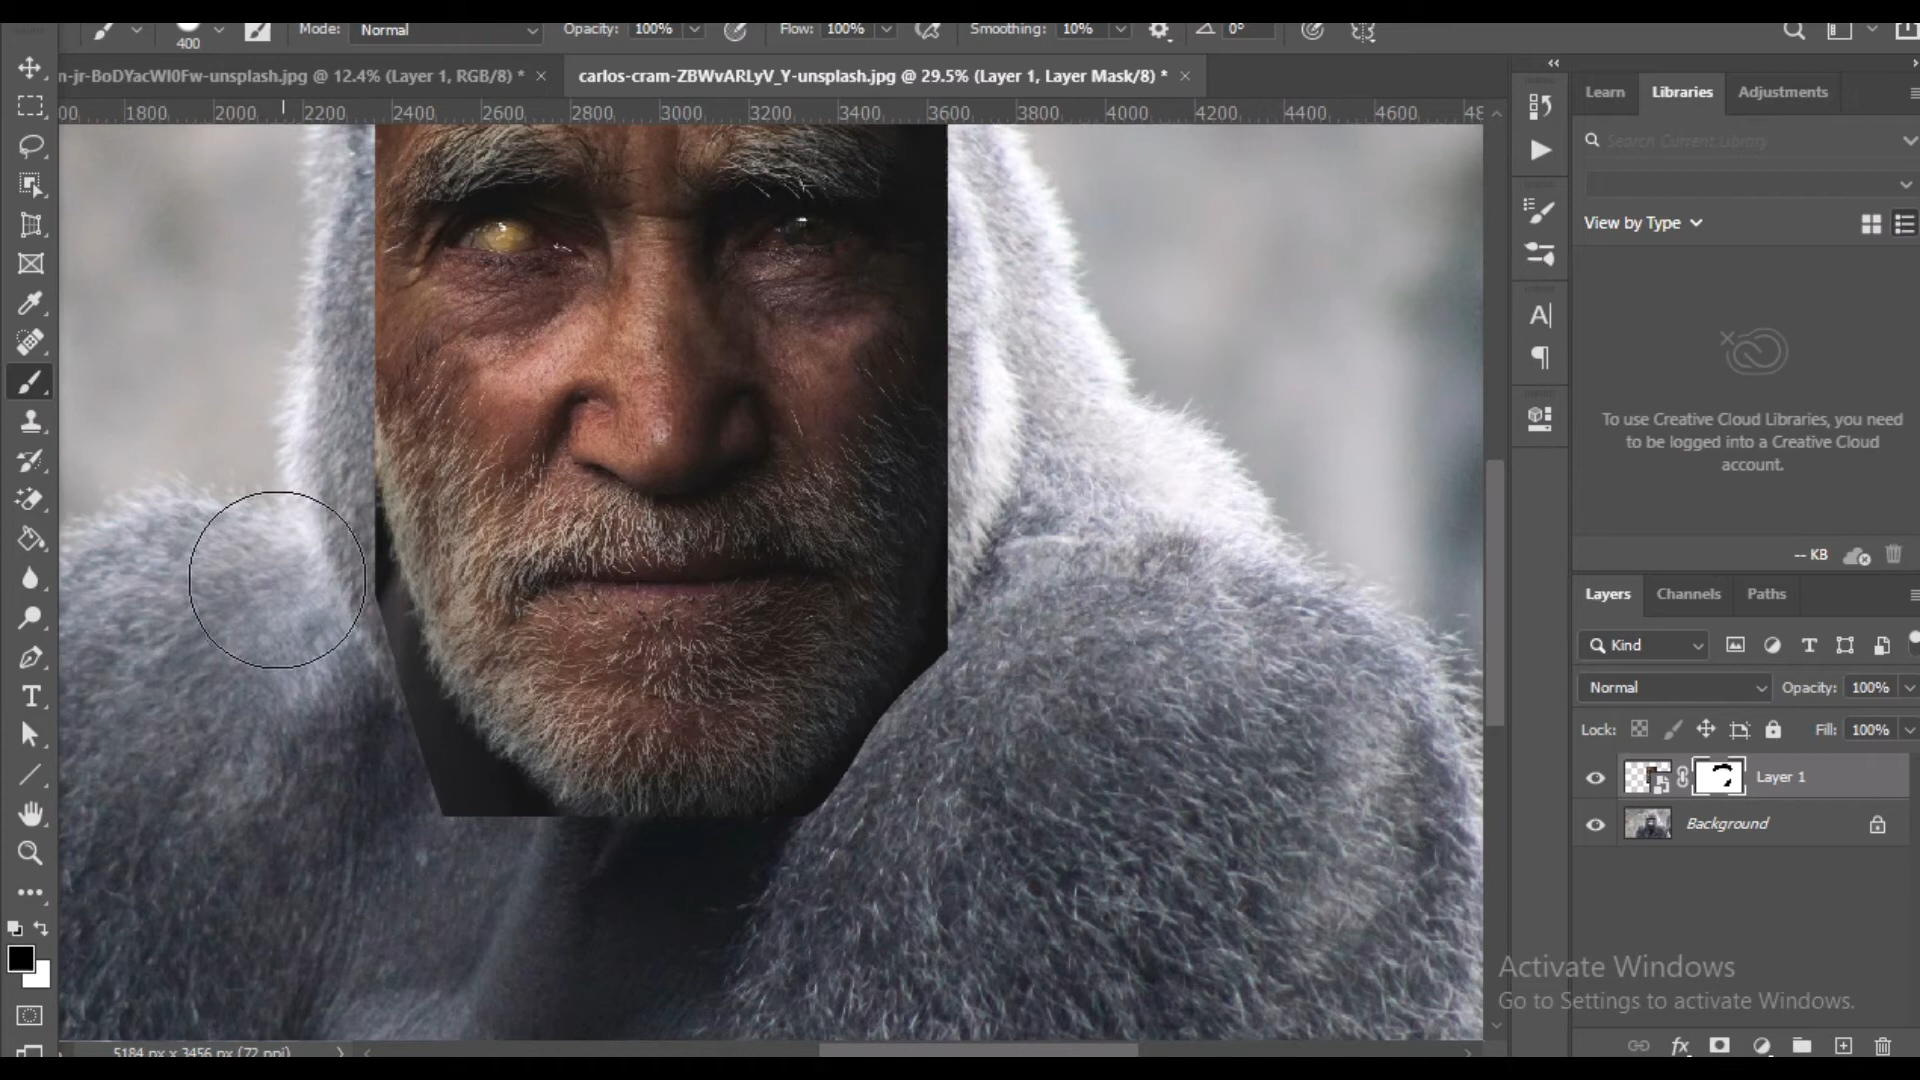 400
Mode:
Normal
Opacity: 100%
Flow: 100%
Smoothing: 10%
0°
n-jr-BoDYacWI0Fw-unsplash.jpg @ 12.4% (Layer 1, RGB/8) *
carlos-cram-ZBWvARLyV_Y-unsplash.jpg @ 29.5% (Layer 1, Layer Mask/8) *
1800 2000 2200 2400 2600 2800 3000 3200 3400 3600 3800 4000 4200 4400 4600
Learn Libraries Adjustments
Search Current Library
View by Type
To use Creative Cloud Libraries, you need
to be logged into a Creative Cloud
account.
-- KB
Layers Channels Paths
Kind
Normal
Opacity: 100%
Lock:
Fill: 100%
Layer 1
Background
Activate Windows
Go to Settings to activate Windows.
fx
5184 px x 3456 px (72 ppi)